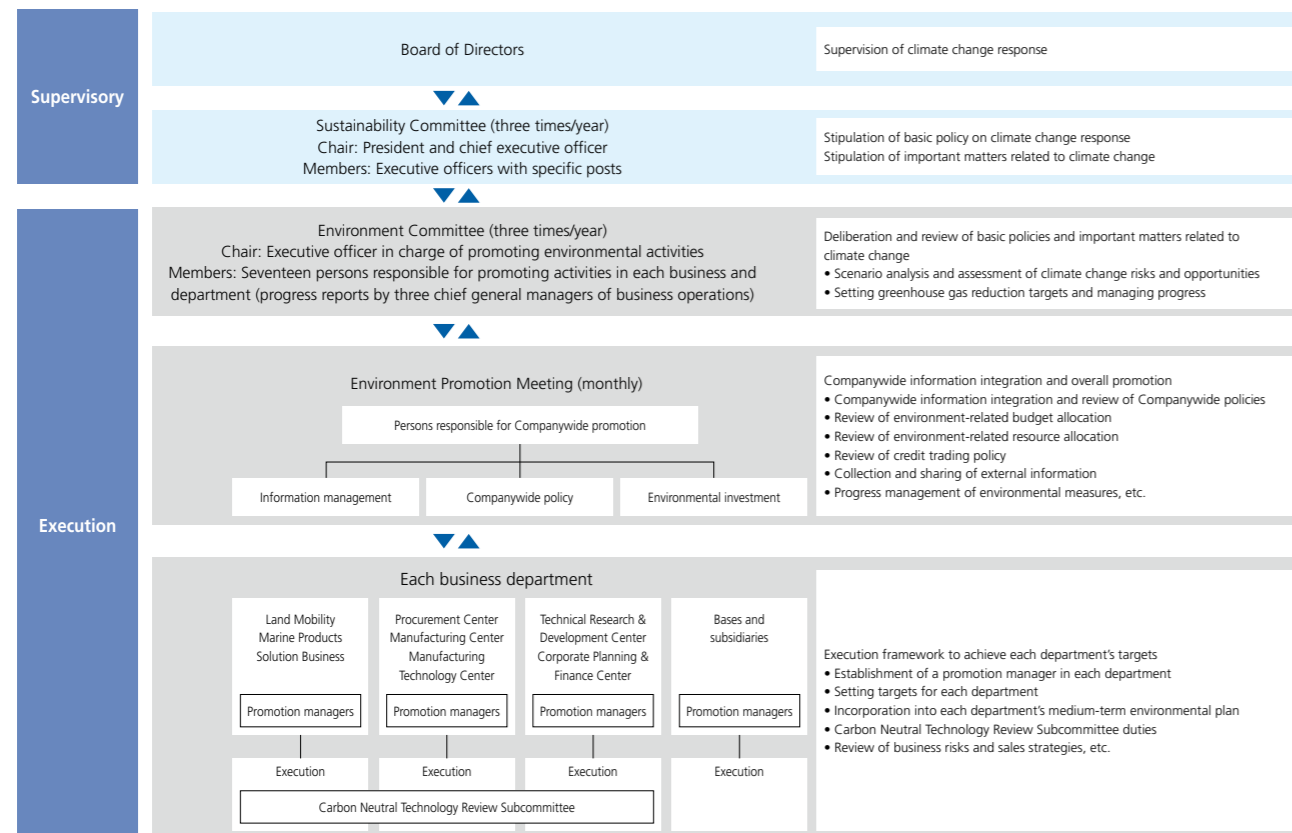 Supervisory
Board of Directors
Supervision of climate change response
Sustainability Committee (three times/year)
Chair: President and chief executive officer
Members: Executive officers with specific posts
Stipulation of basic policy on climate change response
Stipulation of important matters related to climate change
Execution
Environment Committee (three times/year)
Chair: Executive officer in charge of promoting environmental activities
Members: Seventeen persons responsible for promoting activities in each business and
department (progress reports by three chief general managers of business operations)
Deliberation and review of basic policies and important matters related to
climate change
• Scenario analysis and assessment of climate change risks and opportunities
• Setting greenhouse gas reduction targets and managing progress
Environment Promotion Meeting (monthly)
Persons responsible for Companywide promotion
Information management
Companywide policy
Environmental investment
Companywide information integration and overall promotion
• Companywide information integration and review of Companywide policies
• Review of environment-related budget allocation
• Review of environment-related resource allocation
• Review of credit trading policy
• Collection and sharing of external information
• Progress management of environmental measures, etc.
Each business department
Land Mobility
Marine Products
Solution Business
Promotion managers
Execution
Procurement Center
Manufacturing Center
Manufacturing
Technology Center
Promotion managers
Execution
Technical Research &
Development Center
Corporate Planning &
Finance Center
Promotion managers
Execution
Bases and
subsidiaries
Promotion managers
Execution
Carbon Neutral Technology Review Subcommittee
Execution framework to achieve each department's targets
• Establishment of a promotion manager in each department
• Setting targets for each department
• Incorporation into each department's medium-term environmental plan
• Carbon Neutral Technology Review Subcommittee duties
• Review of business risks and sales strategies, etc.